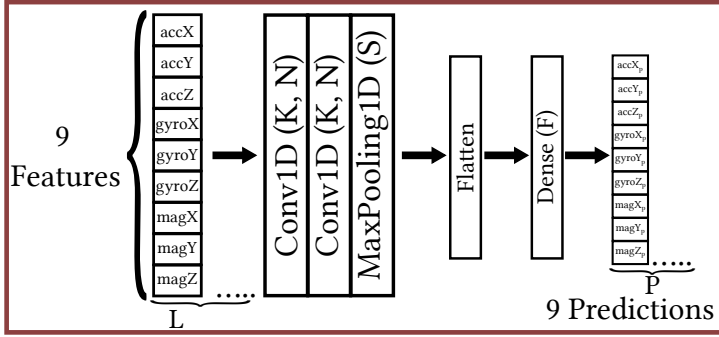 9
Features
accX
accY
accZ
gyroX
gyroY
gyroZ
magX
magY
magZ
.....
L
Conv1D (K, N)
Conv1D (K, N)
MaxPooling1D (S)
Flatten
Dense (F)
accXₚ
accYₚ
accZₚ
gyroXₚ
gyroYₚ
gyroZₚ
magXₚ
magYₚ
magZₚ
.....
P
9 Predictions